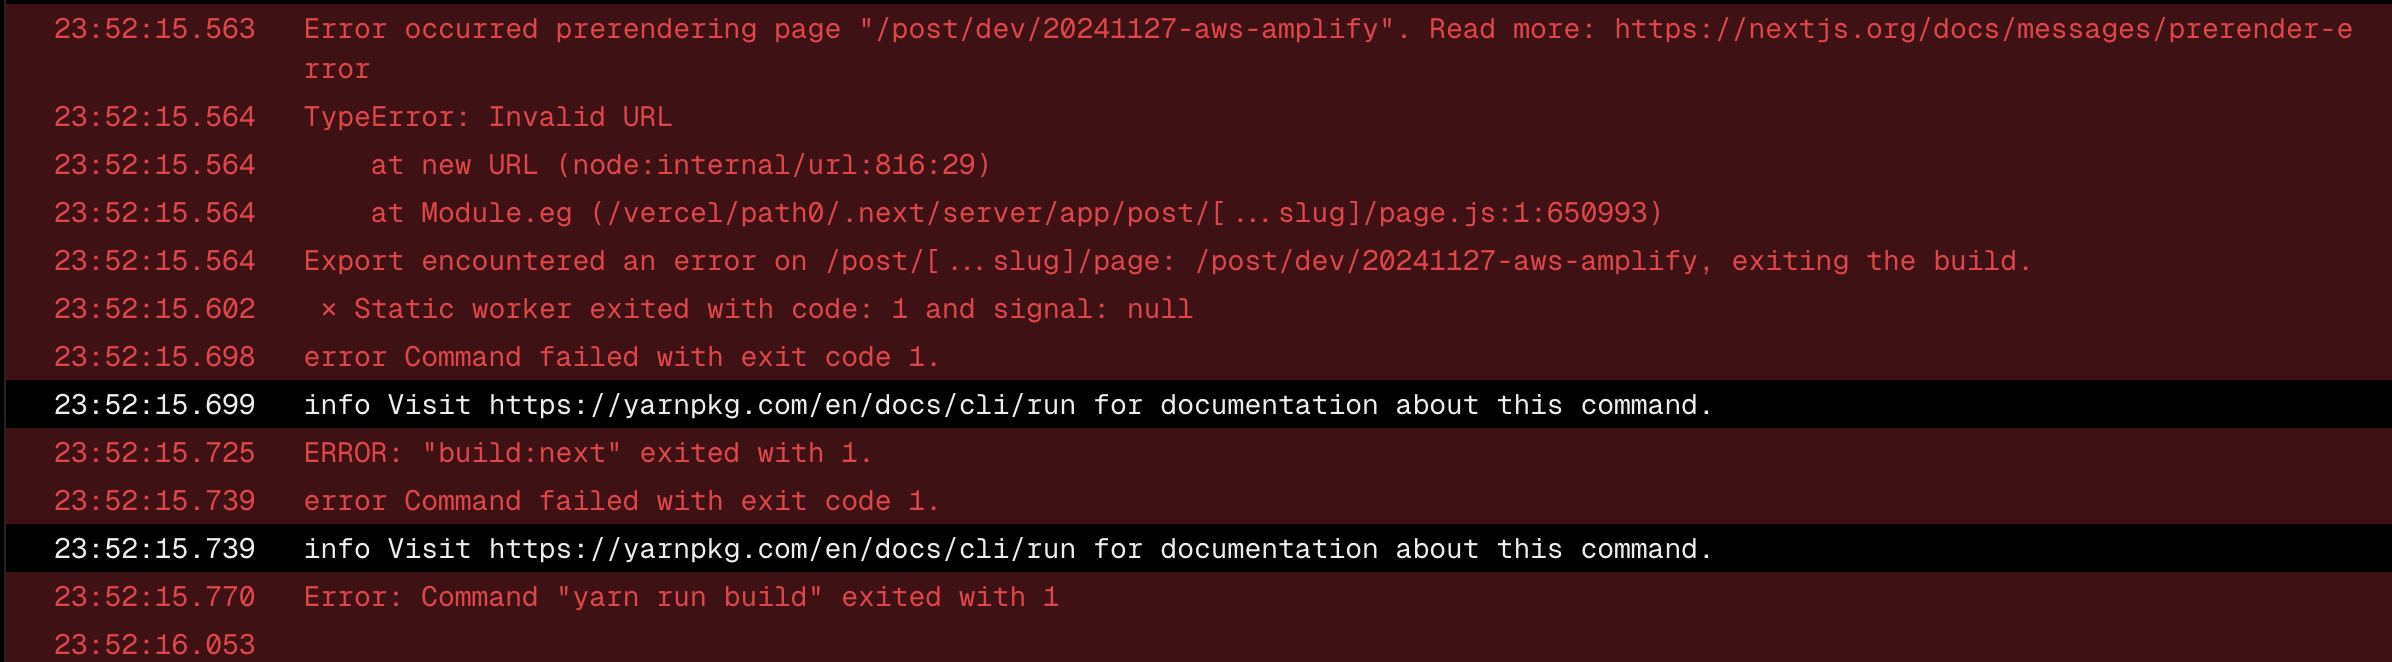 23:52:15.563 Error occurred prerendering page "/post/dev/20241127-aws-amplify". Read more: https://nextjs.org/docs/messages/prerender-e
rror
23:52:15.564 TypeError: Invalid URL
23:52:15.564 at new URL (node:internal/url:816:29)
23:52:15.564 at Module.eg (/vercel/path0/.next/server/app/post/[...slug]/page.js:1:650993)
23:52:15.564 Export encountered an error on /post/[...slug]/page: /post/dev/20241127-aws-amplify, exiting the build.
23:52:15.602 × Static worker exited with code: 1 and signal: null
23:52:15.698 error Command failed with exit code 1.
23:52:15.699 info Visit https://yarnpkg.com/en/docs/cli/run for documentation about this command.
23:52:15.725 ERROR: "build:next" exited with 1.
23:52:15.739 error Command failed with exit code 1.
23:52:15.739 info Visit https://yarnpkg.com/en/docs/cli/run for documentation about this command.
23:52:15.770 Error: Command "yarn run build" exited with 1
23:52:16.053